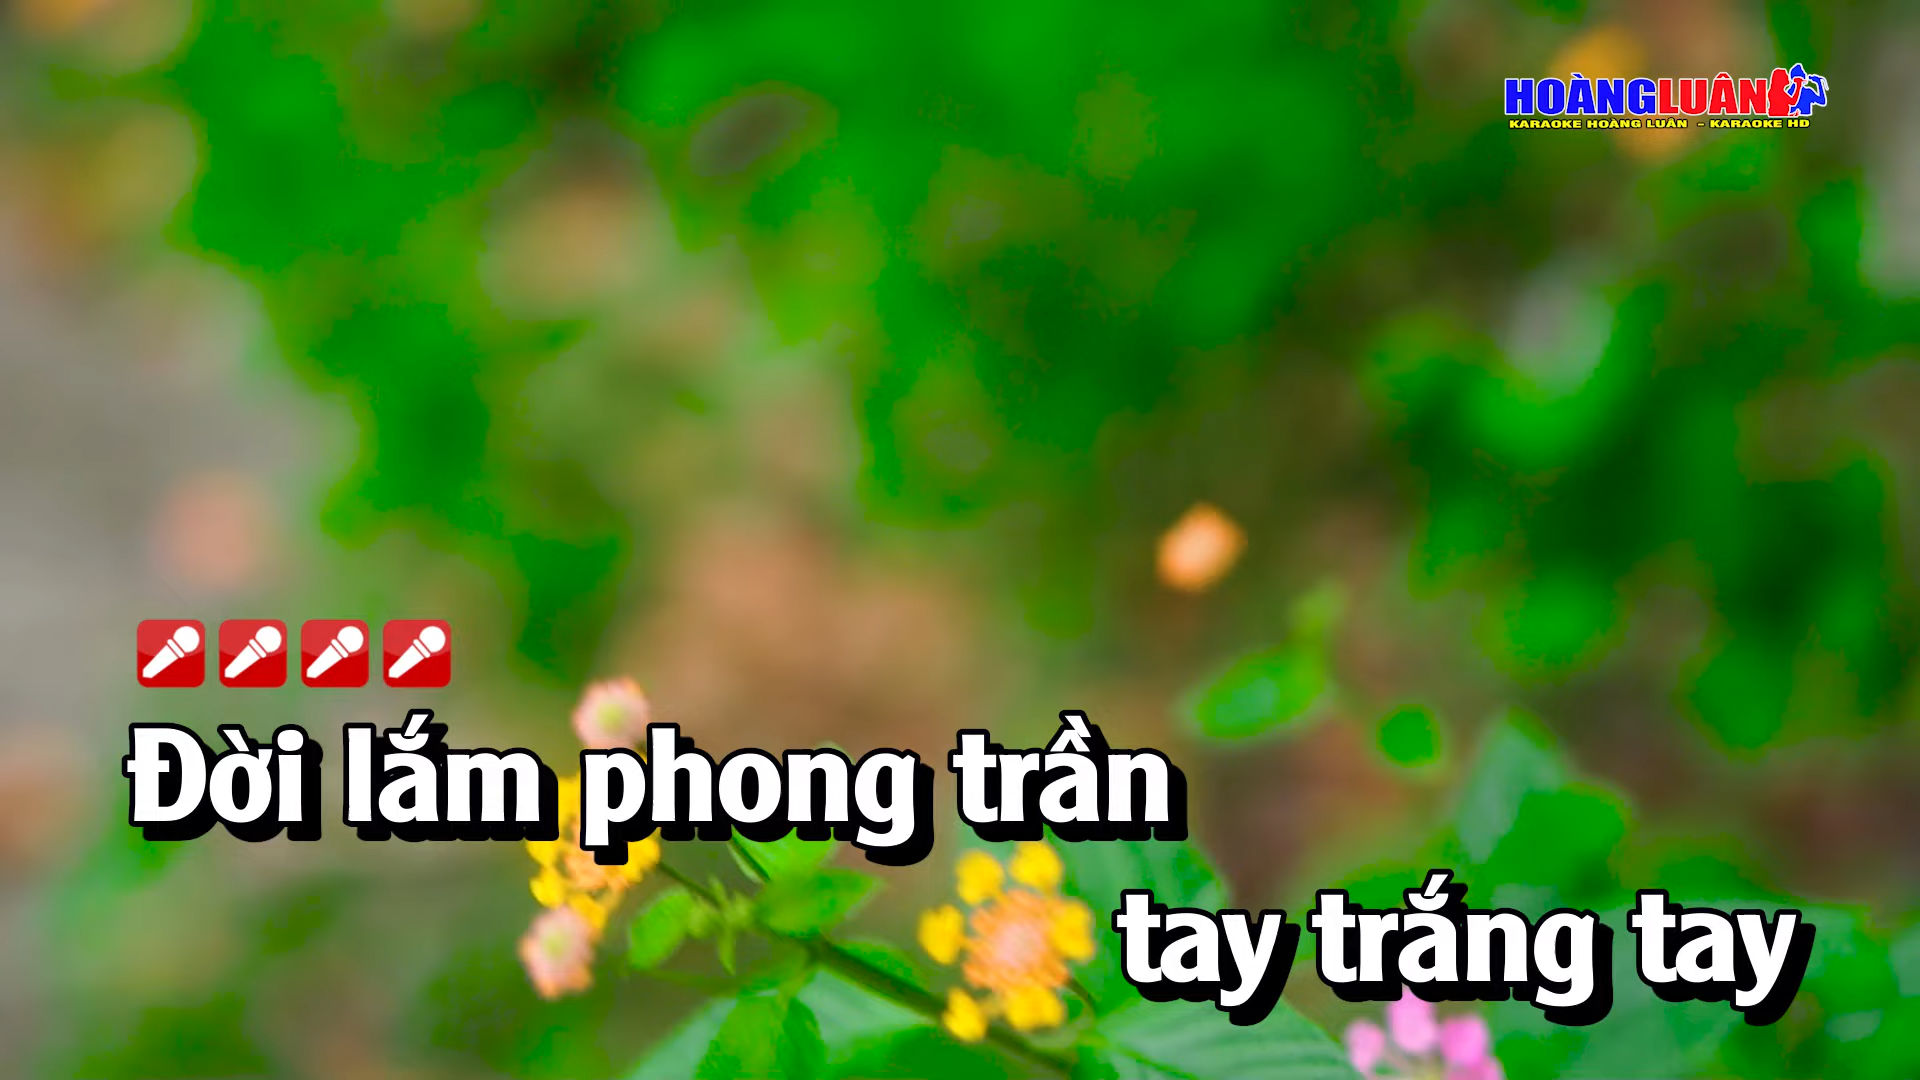 HOÀNGLUÂN
KARAOKE HOÀNG LUÂN - KARAOKE HD
Đời lắm phong trần
tay trắng tay